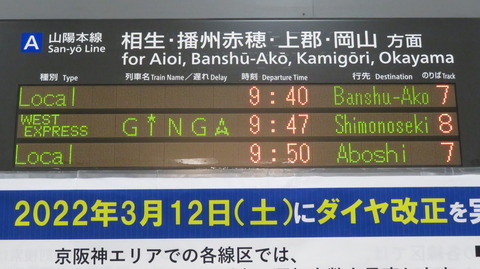 A 山陽本線 相生・播州赤穂・上郡・岡山 方面
San-yō Line for Aioi, Banshū-Akō, Kamigōri, Okayama
種別 Type 列車名/遅れ Train Name/Delay 時刻 Departure Time 行先 Destination のりば Track
Local 9:40 Banshu-Ako 7
WEST EXPRESS GINGA 9:47 Shimonoseki 8
Local 9:50 Aboshi 7
2022年3月12日(土)にダイヤ改正を実
京阪神エリアでの各線区では、